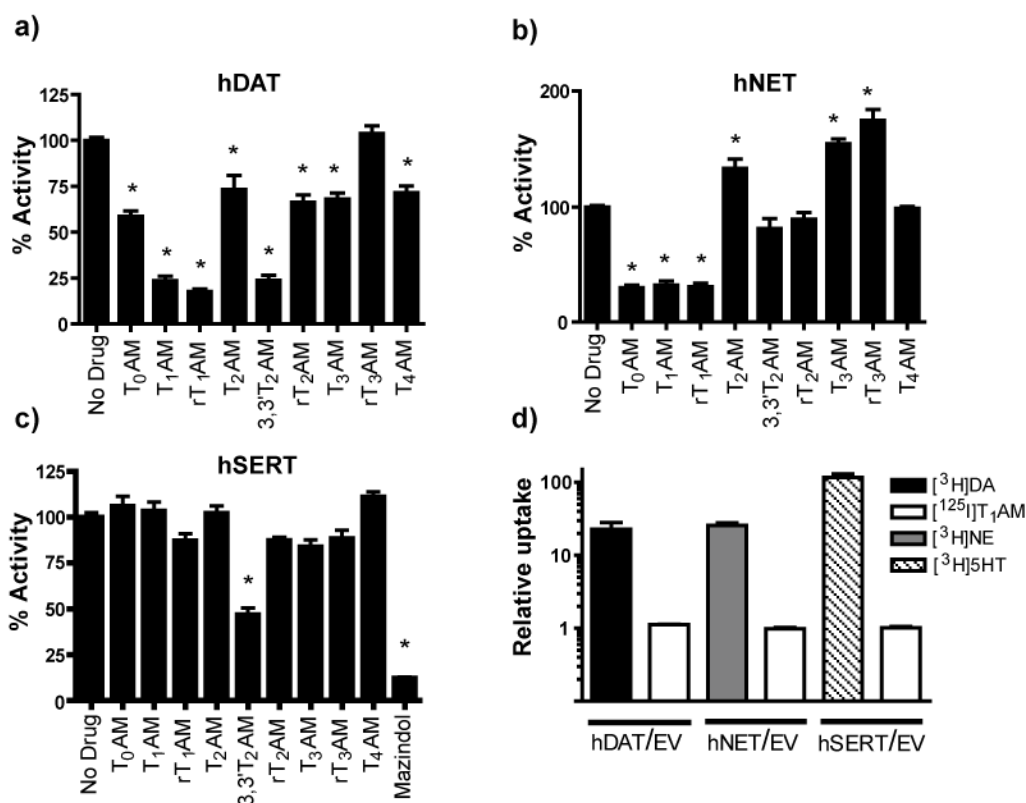 a)
hDAT
% Activity
125
100
75
50
25
0
* * * * * * * *
No Drug
T₀AM
T₁AM
rT₁AM
T₂AM
3,3'T₂AM
rT₂AM
T₃AM
rT₃AM
T₄AM
b)
hNET
% Activity
200
100
0
* * * * * *
No Drug
T₀AM
T₁AM
rT₁AM
T₂AM
3,3'T₂AM
rT₂AM
T₃AM
rT₃AM
T₄AM
c)
hSERT
% Activity
125
100
75
50
25
0
* *
No Drug
T₀AM
T₁AM
rT₁AM
T₂AM
3,3'T₂AM
rT₂AM
T₃AM
rT₃AM
T₄AM
Mazindol
d)
Relative uptake
100
10
1
[³H]DA
[¹²⁵I]T₁AM
[³H]NE
[³H]5HT
hDAT/EV
hNET/EV
hSERT/EV